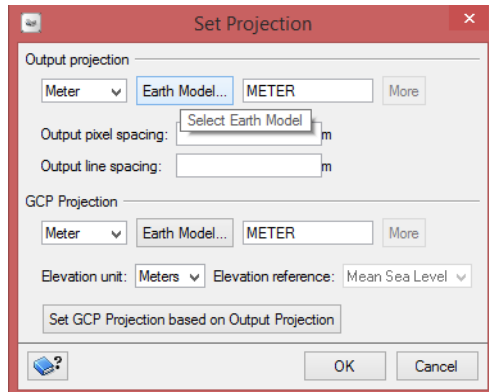 Set Projection
Output projection
Meter Earth Model... METER More
Select Earth Model
Output pixel spacing: m
Output line spacing: m
GCP Projection
Meter Earth Model... METER More
Elevation unit: Meters Elevation reference: Mean Sea Level
Set GCP Projection based on Output Projection
? OK Cancel